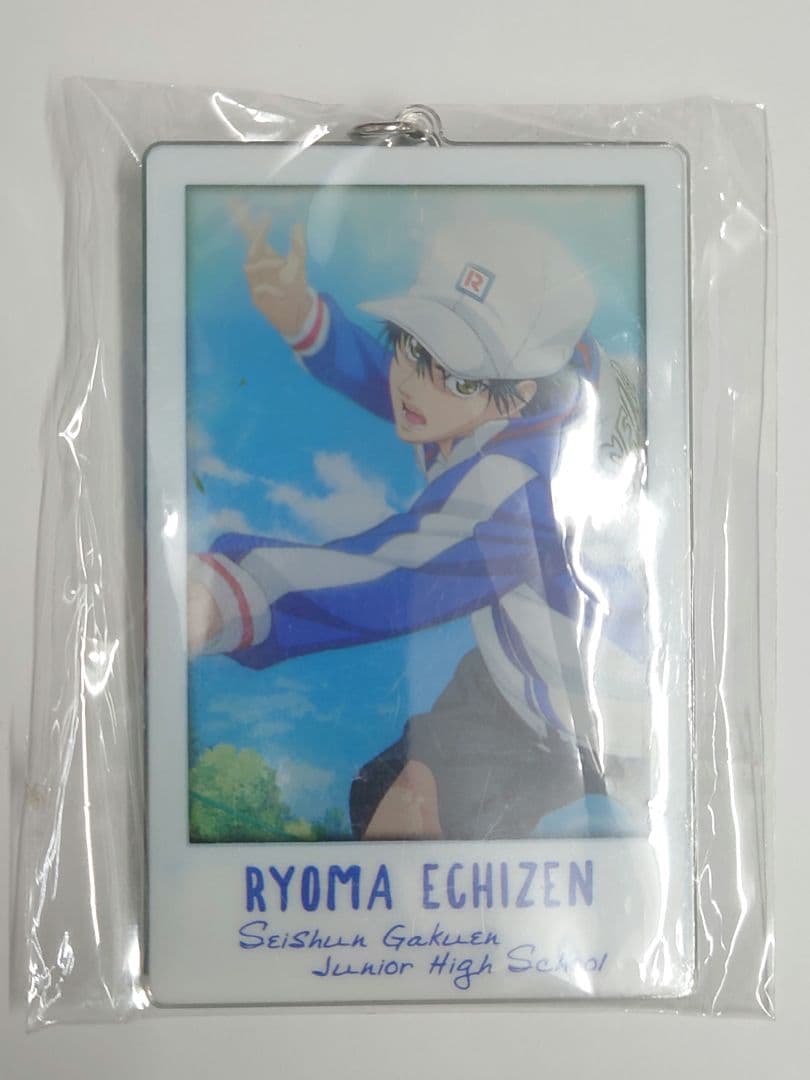 R
RYOMA ECHIZEN
Seishun Gakuen
Junior High School